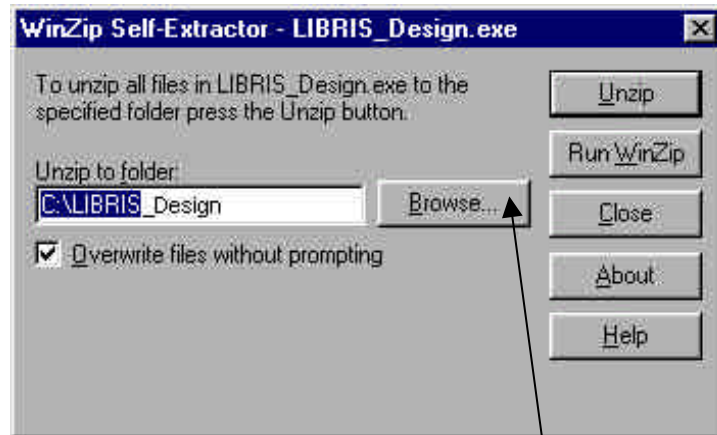 WinZip Self-Extractor - LIBRIS_Design.exe
To unzip all files in LIBRIS_Design.exe to the
specified folder press the Unzip button.
Unzip to folder:
C:\LIBRIS_Design
Browse...
Overwrite files without prompting
Unzip
Run WinZip
Close
About
Help